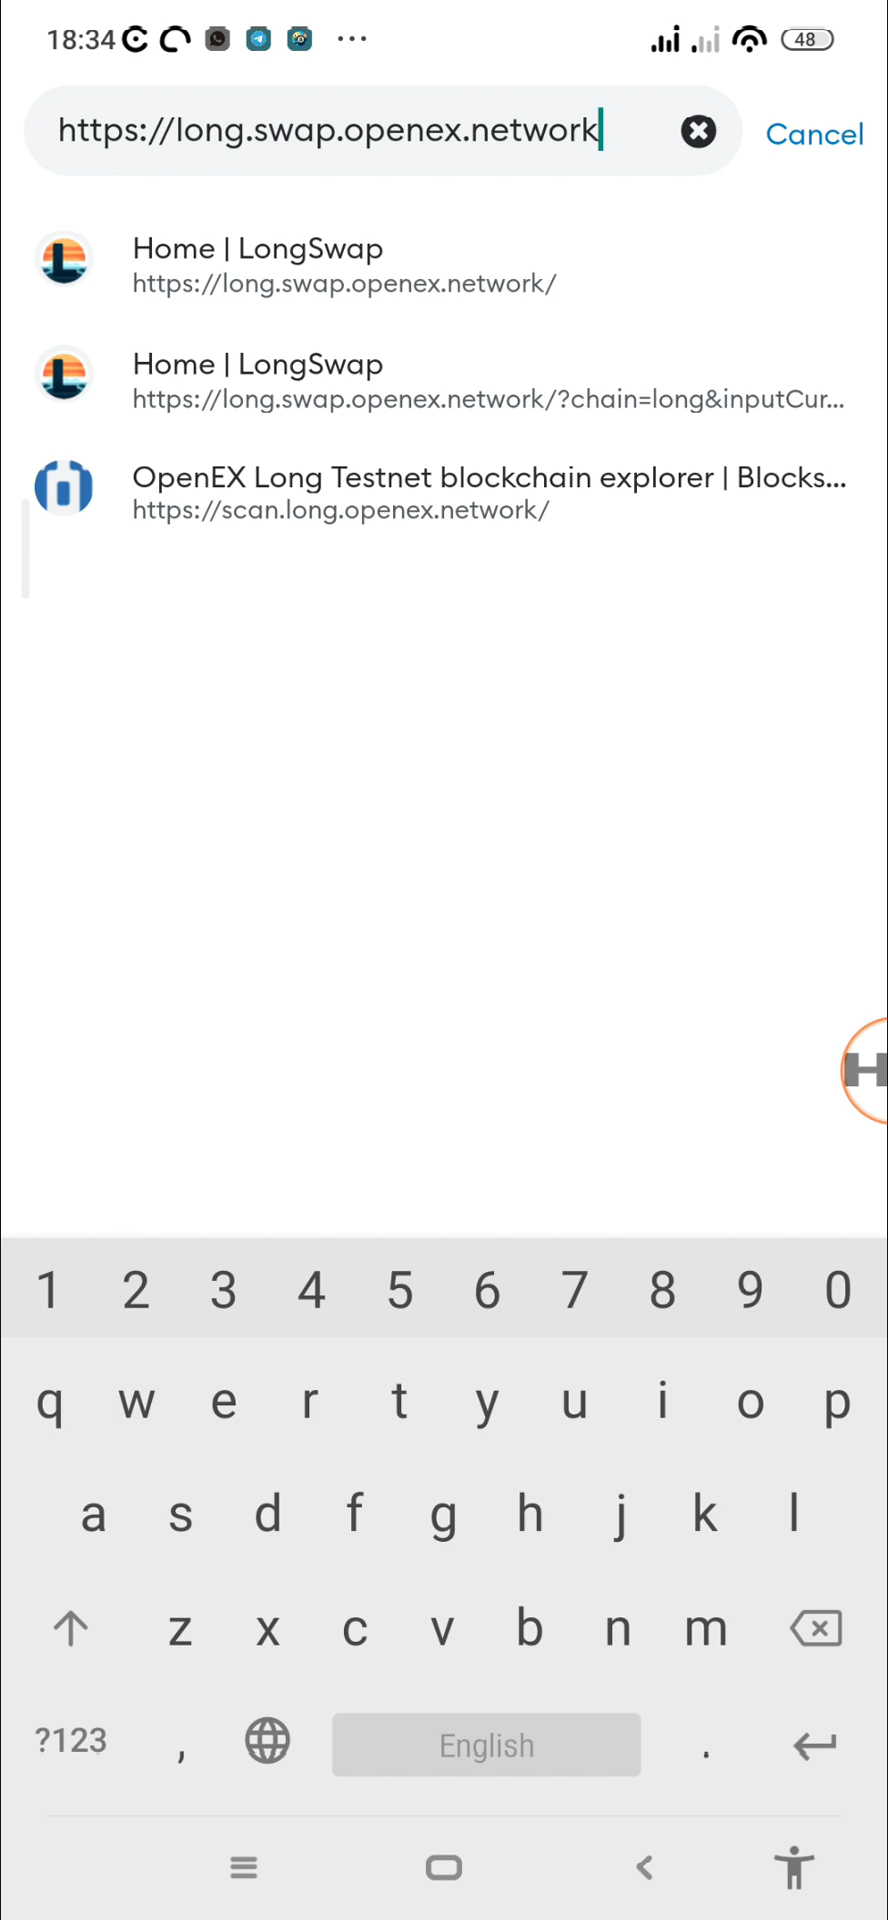 18:34 ... 48
https://long.swap.openex.network Cancel
Home | LongSwap
https://long.swap.openex.network/
Home | LongSwap
https://long.swap.openex.network/?chain=long&inputCur...
OpenEX Long Testnet blockchain explorer | Blocks...
https://scan.long.openex.network/
H
1 2 3 4 5 6 7 8 9 0
q w e r t y u i o p
a s d f g h j k l
z x c v b n m
?123 , English .